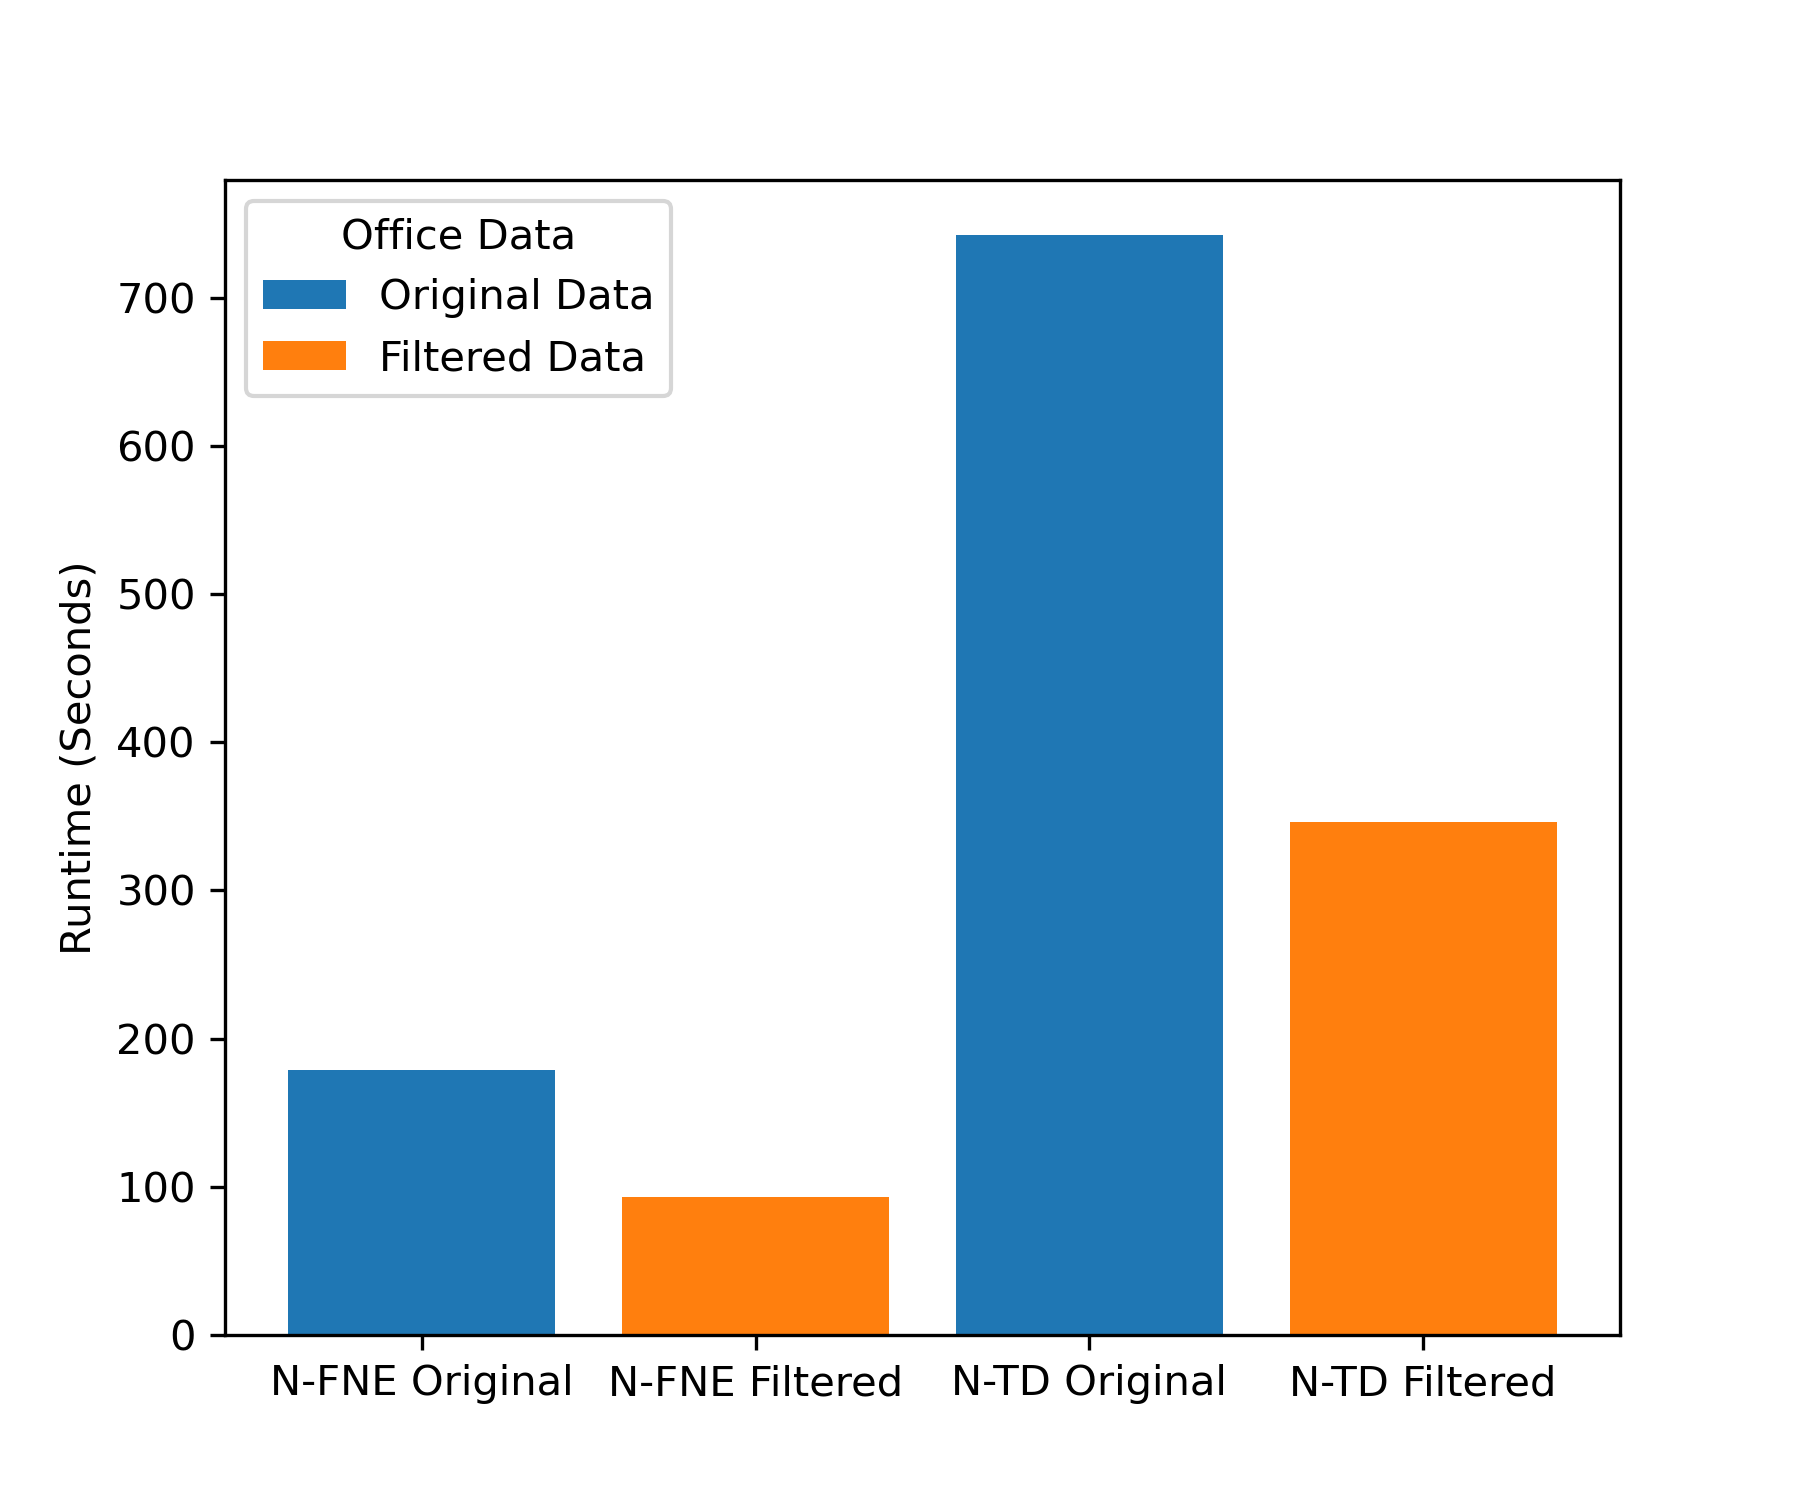 Office Data
Original Data
Filtered Data
Runtime (Seconds)
700
600
500
400
300
200
100
0
N-FNE Original
N-FNE Filtered
N-TD Original
N-TD Filtered